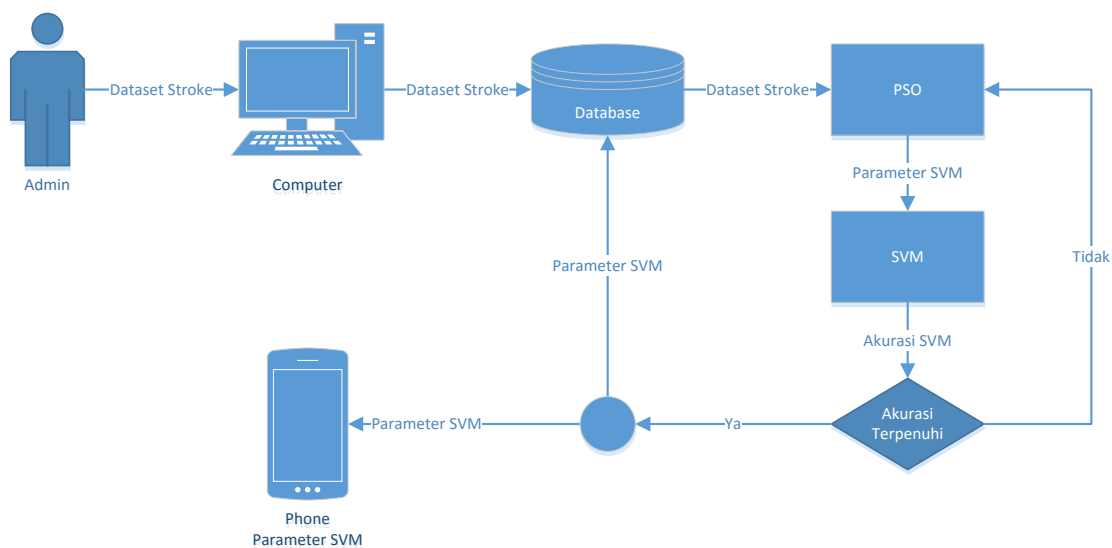 Dataset Stroke
Dataset Stroke
Dataset Stroke
PSO
Database
Admin
Computer
Parameter SVM
Parameter SVM
SVM
Tidak
Akurasi SVM
Parameter SVM
Ya
Akurasi
Terpenuhi
Phone
Parameter SVM